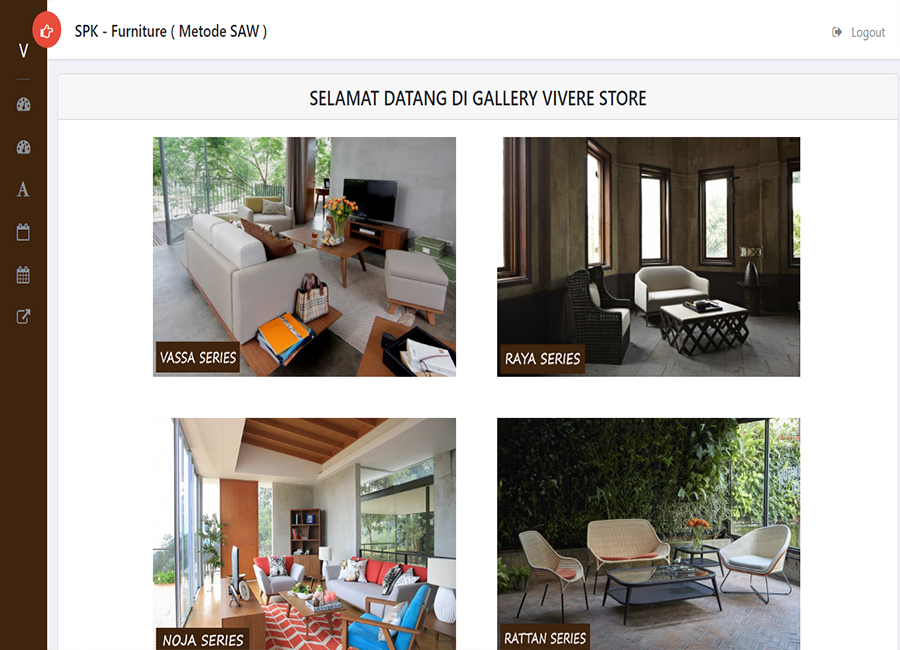 V
SPK - Furniture ( Metode SAW )
Logout
SELAMAT DATANG DI GALLERY VIVERE STORE
VASSA SERIES
RAYA SERIES
NOJA SERIES
RATTAN SERIES